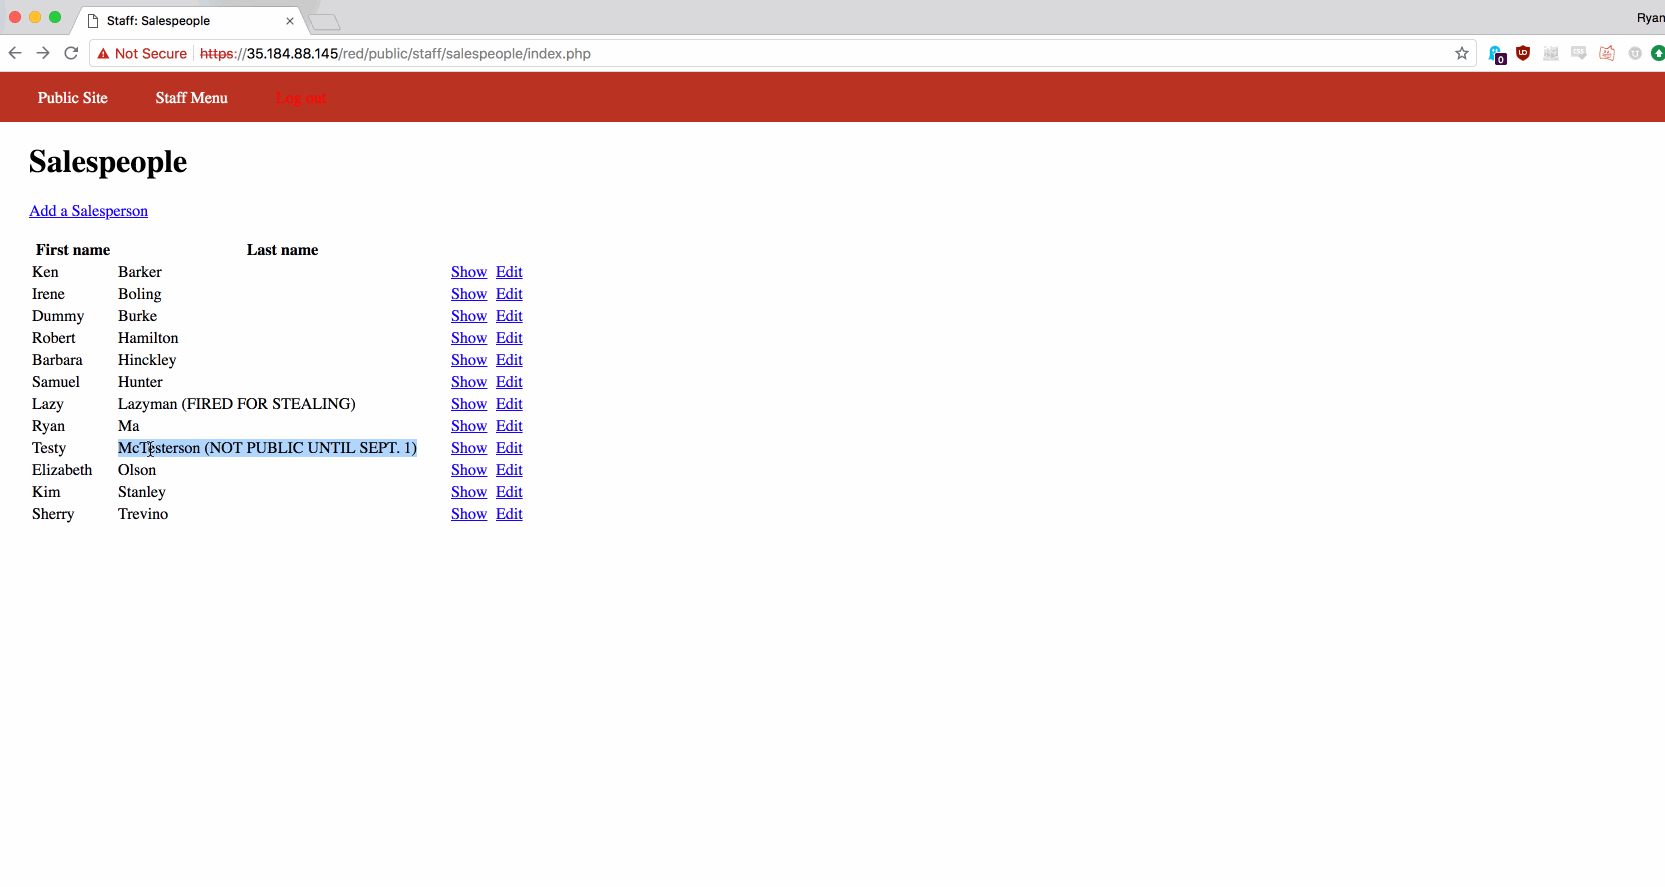 Staff: Salespeople
Ryan
Not Secure https://35.184.88.145/red/public/staff/salespeople/index.php
0
Public Site Staff Menu Log out
Salespeople
Add a Salesperson
First name Last name
Ken Barker Show Edit
Irene Boling Show Edit
Dummy Burke Show Edit
Robert Hamilton Show Edit
Barbara Hinckley Show Edit
Samuel Hunter Show Edit
Lazy Lazyman (FIRED FOR STEALING) Show Edit
Ryan Ma Show Edit
Testy McTesterson (NOT PUBLIC UNTIL SEPT. 1) Show Edit
Elizabeth Olson Show Edit
Kim Stanley Show Edit
Sherry Trevino Show Edit